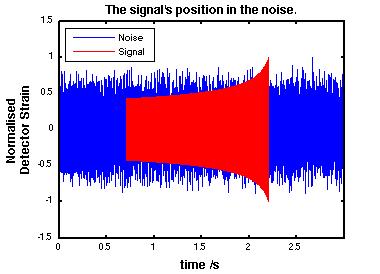 The signal's position in the noise.
1.5
Noise
Signal
1
0.5
0
-0.5
-1
-1.5
Normalised
Detector Strain
0 0.5 1 1.5 2 2.5
time /s